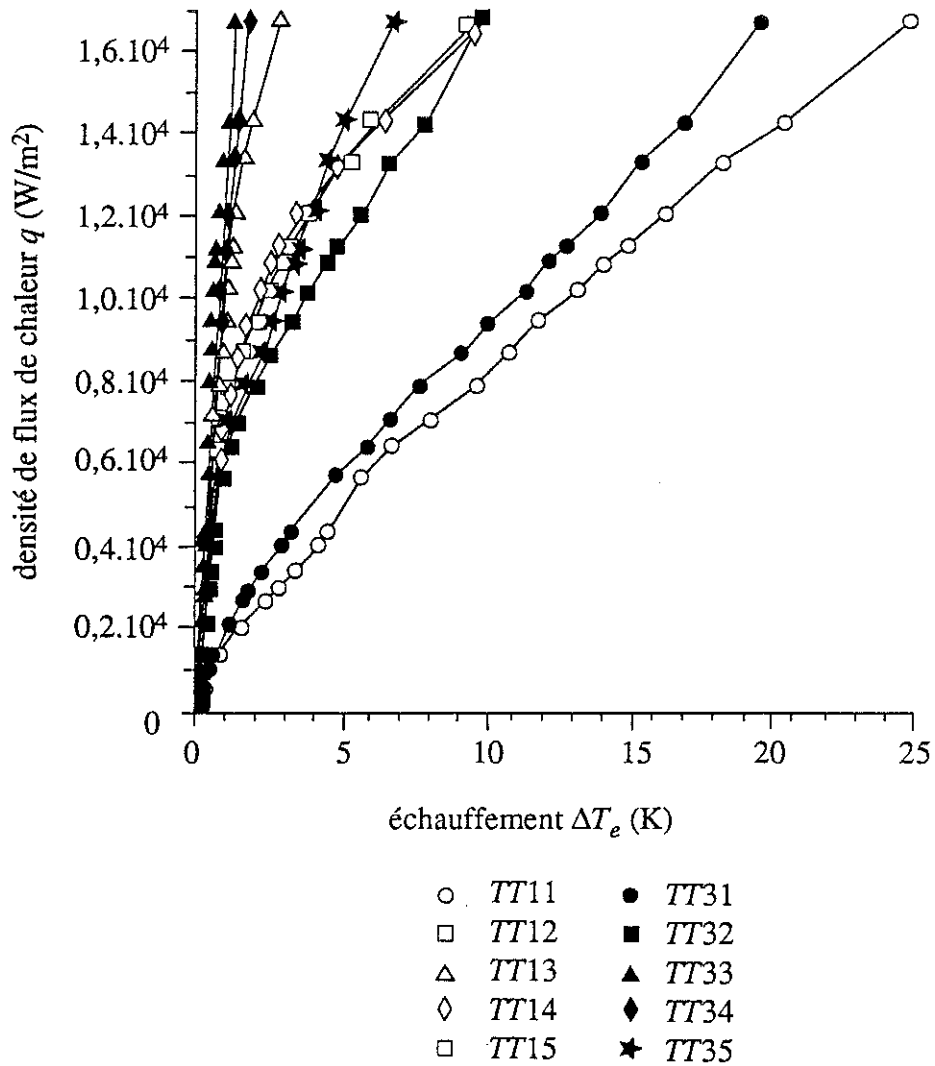 densité de flux de chaleur q (W/m²)
1,6.10⁴
1,4.10⁴
1,2.10⁴
1,0.10⁴
0,8.10⁴
0,6.10⁴
0,4.10⁴
0,2.10⁴
0
0 5 10 15 20 25
échauffement ΔTₑ (K)
TT11 TT31
TT12 TT32
TT13 TT33
TT14 TT34
TT15 TT35